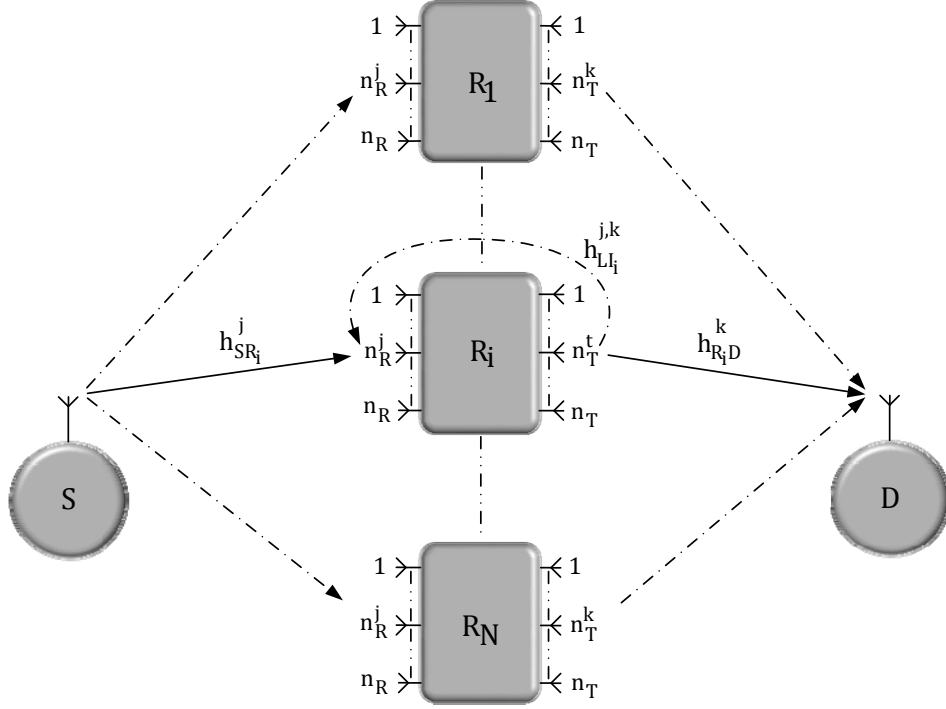 1 R₁ 1
n_R^j n_T^k
n_R n_T
h_{LI_i}^{j,k}
1 R_i 1
h_{SR_i}^j n_R^j n_T^t h_{R_iD}^k
n_R n_T
S D
1 R_N 1
n_R^j n_T^k
n_R n_T